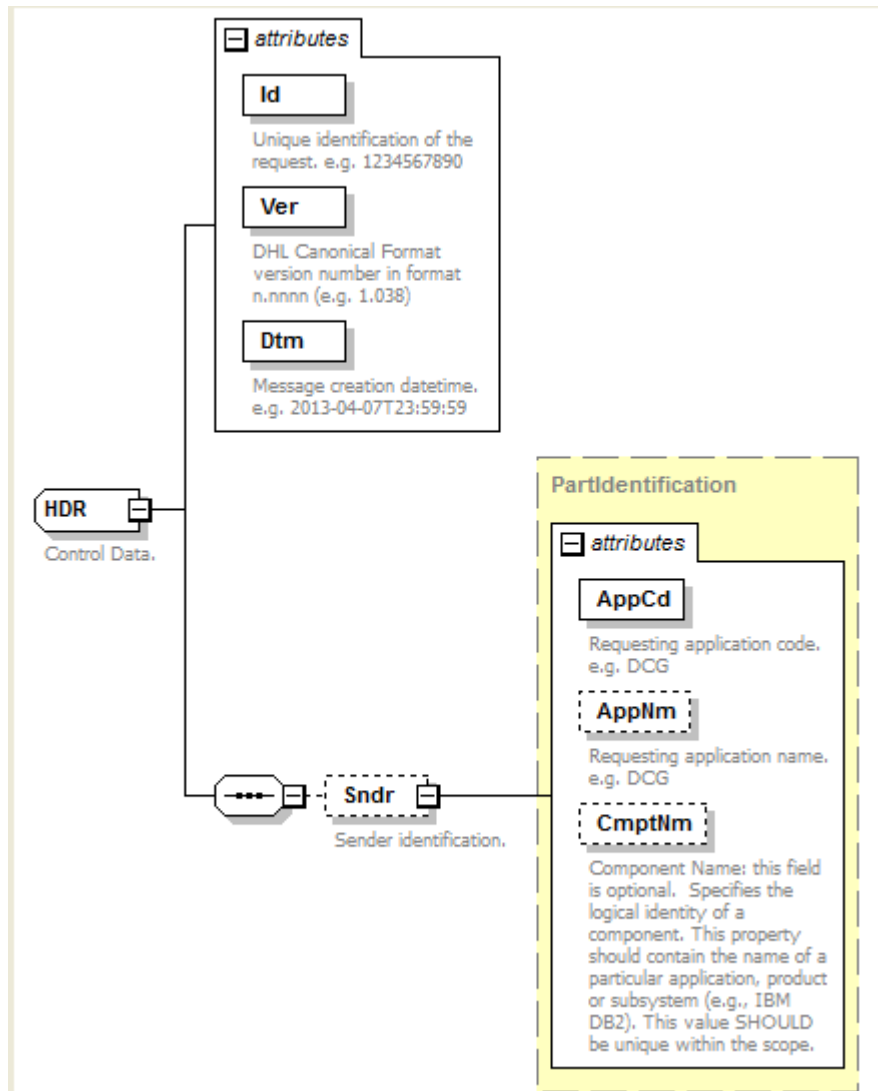 attributes
Id
Unique identification of the
request. e.g. 1234567890
Ver
DHL Canonical Format
version number in format
n.nnnn (e.g. 1.038)
Dtm
Message creation datetime.
e.g. 2013-04-07T23:59:59
HDR
Control Data.
Sndr
Sender identification.
PartIdentification
attributes
AppCd
Requesting application code.
e.g. DCG
AppNm
Requesting application name.
e.g. DCG
CmptNm
Component Name: this field
is optional.  Specifies the
logical identity of a
component. This property
should contain the name of a
particular application, product
or subsystem (e.g., IBM
DB2). This value SHOULD
be unique within the scope.